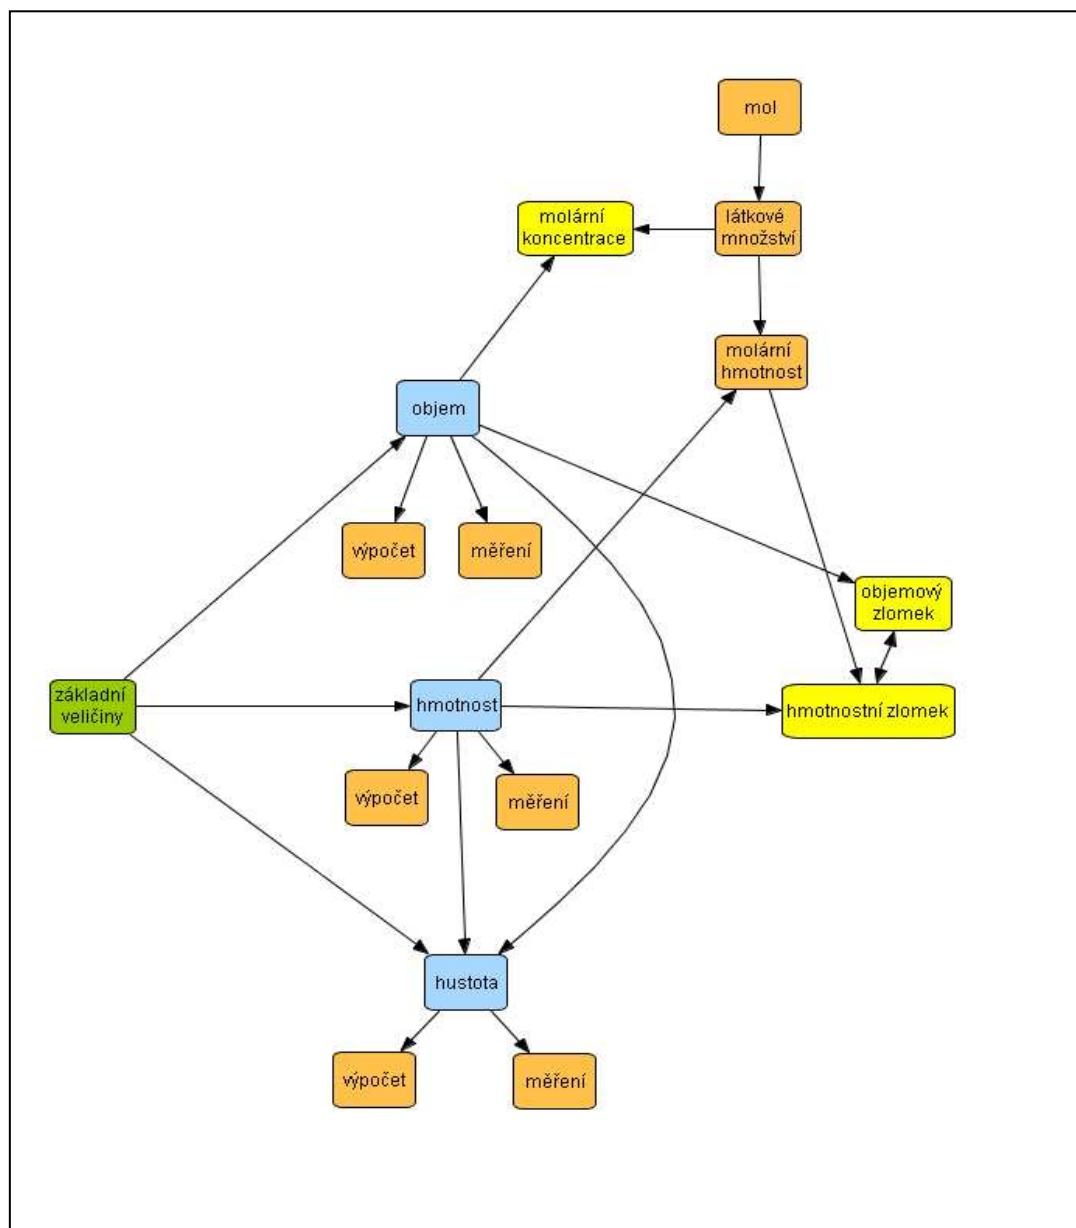 mol
molární
koncentrace
látkové
množství
molární
hmotnost
objem
výpočet
měření
objemový
zlomek
základní
veličiny
hmotnost
hmotnostní zlomek
výpočet
měření
hustota
výpočet
měření